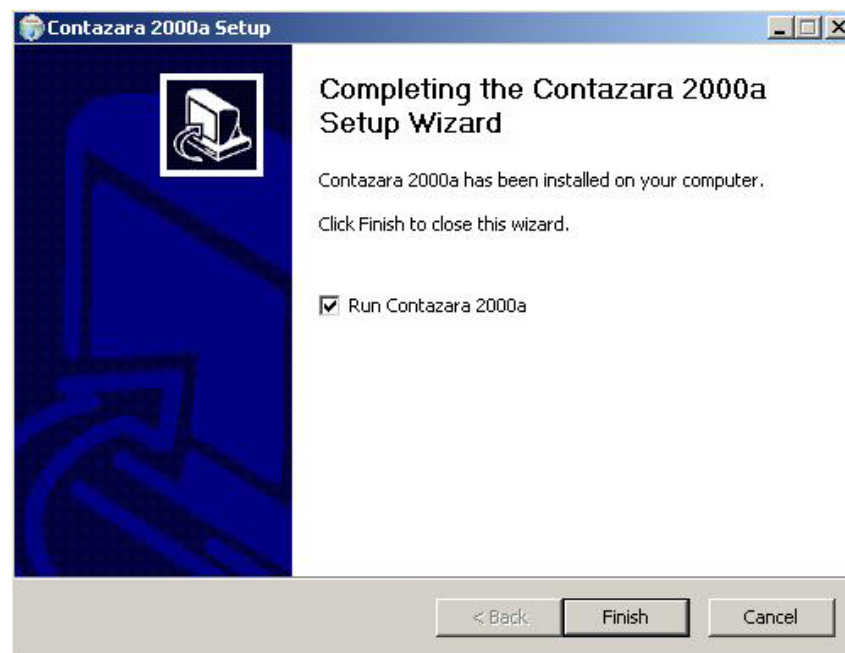 Contazara 2000a Setup
Completing the Contazara 2000a
Setup Wizard
Contazara 2000a has been installed on your computer.
Click Finish to close this wizard.
Run Contazara 2000a
< Back
Finish
Cancel